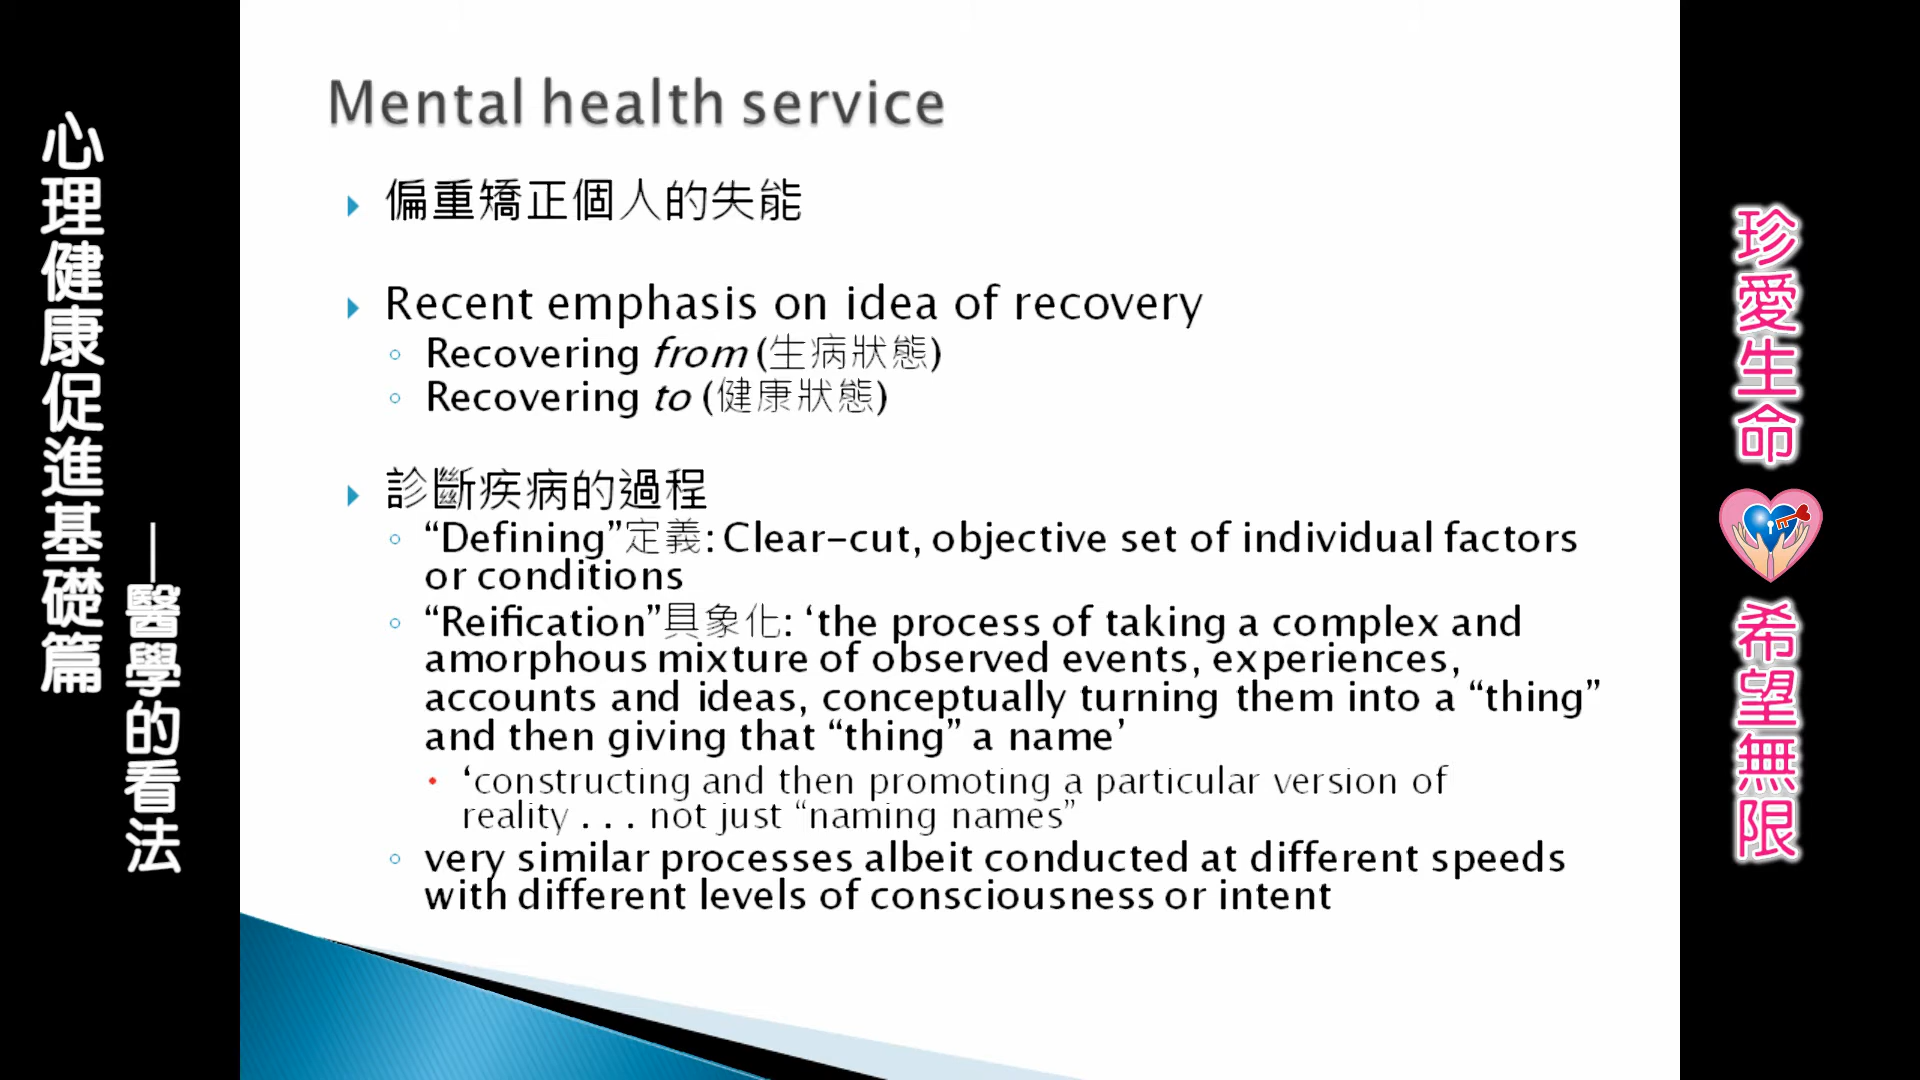 心理健康促進基礎篇
—醫學的看法
Mental health service
偏重矯正個人的失能
Recent emphasis on idea of recovery
Recovering from (生病狀態)
Recovering to (健康狀態)
診斷疾病的過程
“Defining”定義: Clear-cut, objective set of individual factors
or conditions
“Reification”具象化: ‘the process of taking a complex and
amorphous mixture of observed events, experiences,
accounts and ideas, conceptually turning them into a “thing”
and then giving that “thing” a name’
‘constructing and then promoting a particular version of
reality . . . not just “naming names”
very similar processes albeit conducted at different speeds
with different levels of consciousness or intent
珍愛生命
希望無限